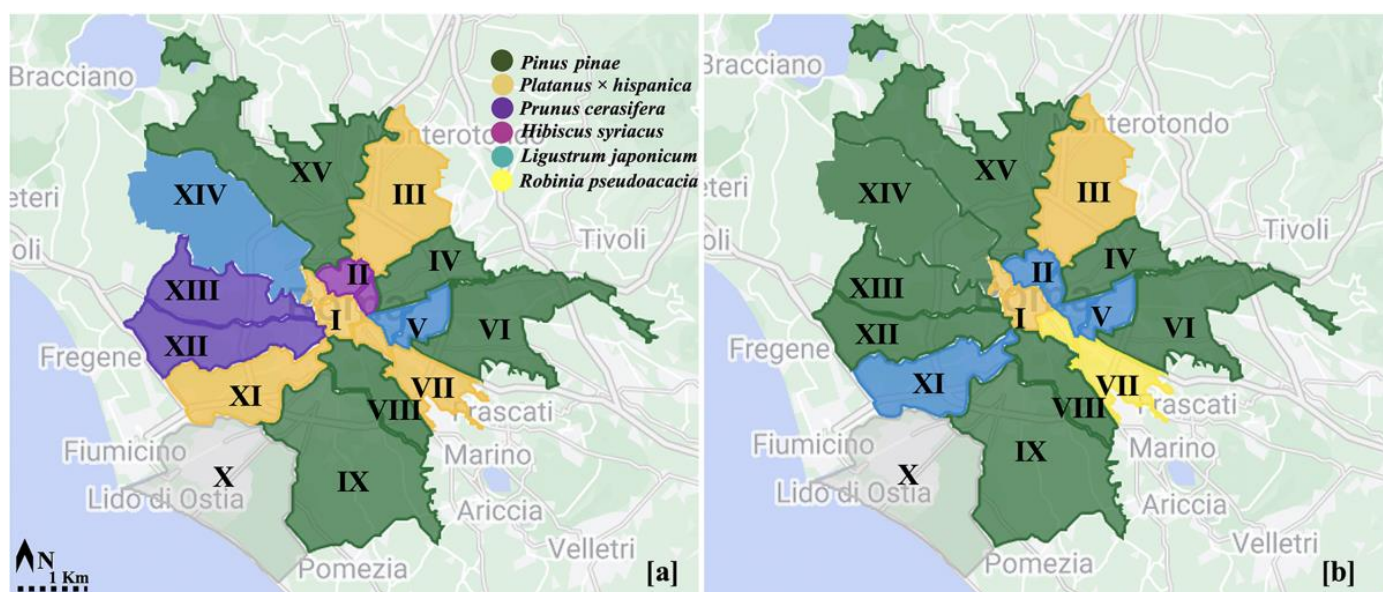 Bracciano
Monterotondo
XV
III
eteri
XIV
Tivoli
oli
II
IV
XIII
I
V
VI
Fregene
XII
XI
VII
Frascati
VIII
Fiumicino
Marino
X
IX
Lido di Ostia
Ariccia
Velletri
N
1 Km
Pomezia
[a]
Pinus pinae
Platanus × hispanica
Prunus cerasifera
Hibiscus syriacus
Ligustrum japonicum
Robinia pseudoacacia
Bracciano
Monterotondo
XV
III
eteri
XIV
Tivoli
oli
II
IV
XIII
I
V
VI
Fregene
XII
XI
VII
Frascati
VIII
Fiumicino
Marino
X
IX
Lido di Ostia
Ariccia
Velletri
Pomezia
[b]